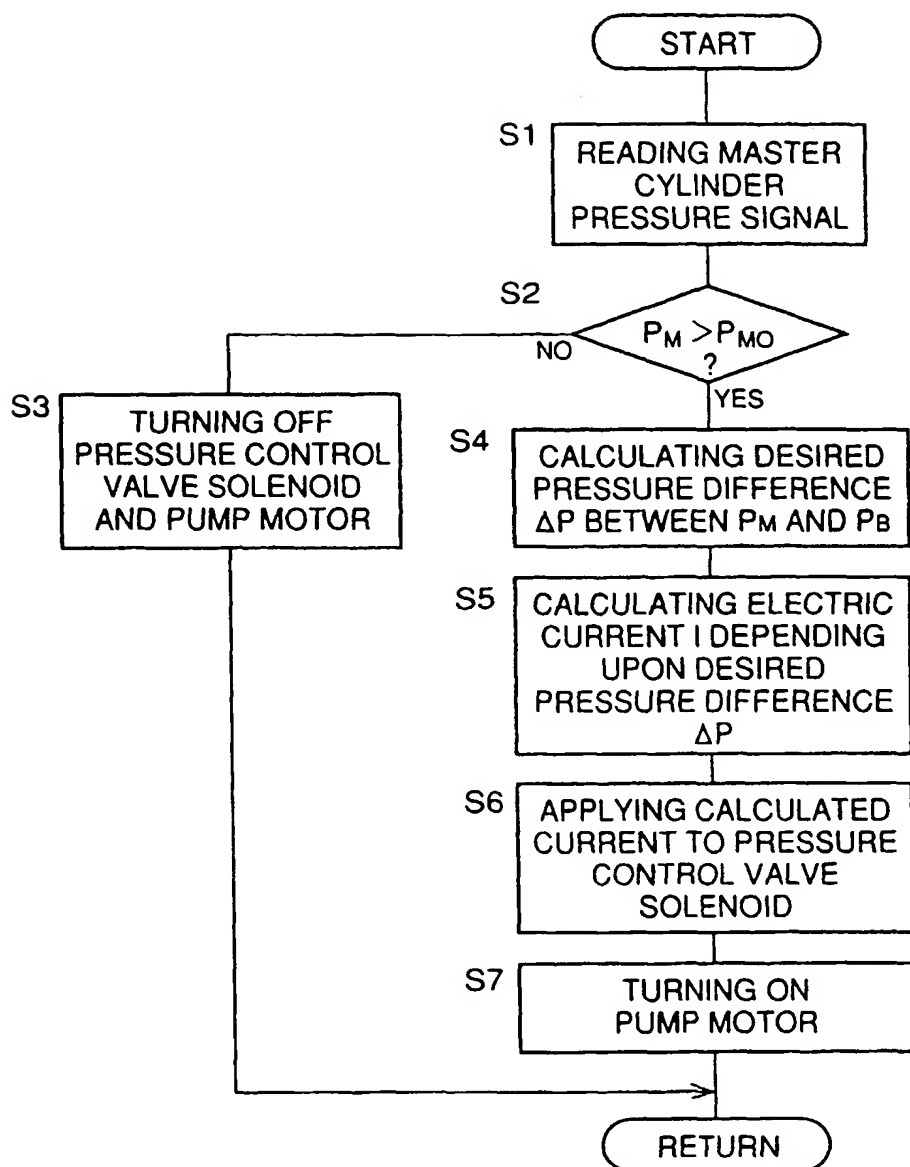 START
S1
READING MASTER
CYLINDER
PRESSURE SIGNAL
S2
PM > PMO
?
NO
YES
S3
TURNING OFF
PRESSURE CONTROL
VALVE SOLENOID
AND PUMP MOTOR
S4
CALCULATING DESIRED
PRESSURE DIFFERENCE
ΔP BETWEEN PM AND PB
S5
CALCULATING ELECTRIC
CURRENT I DEPENDING
UPON DESIRED
PRESSURE DIFFERENCE
ΔP
S6
APPLYING CALCULATED
CURRENT TO PRESSURE
CONTROL VALVE
SOLENOID
S7
TURNING ON
PUMP MOTOR
RETURN